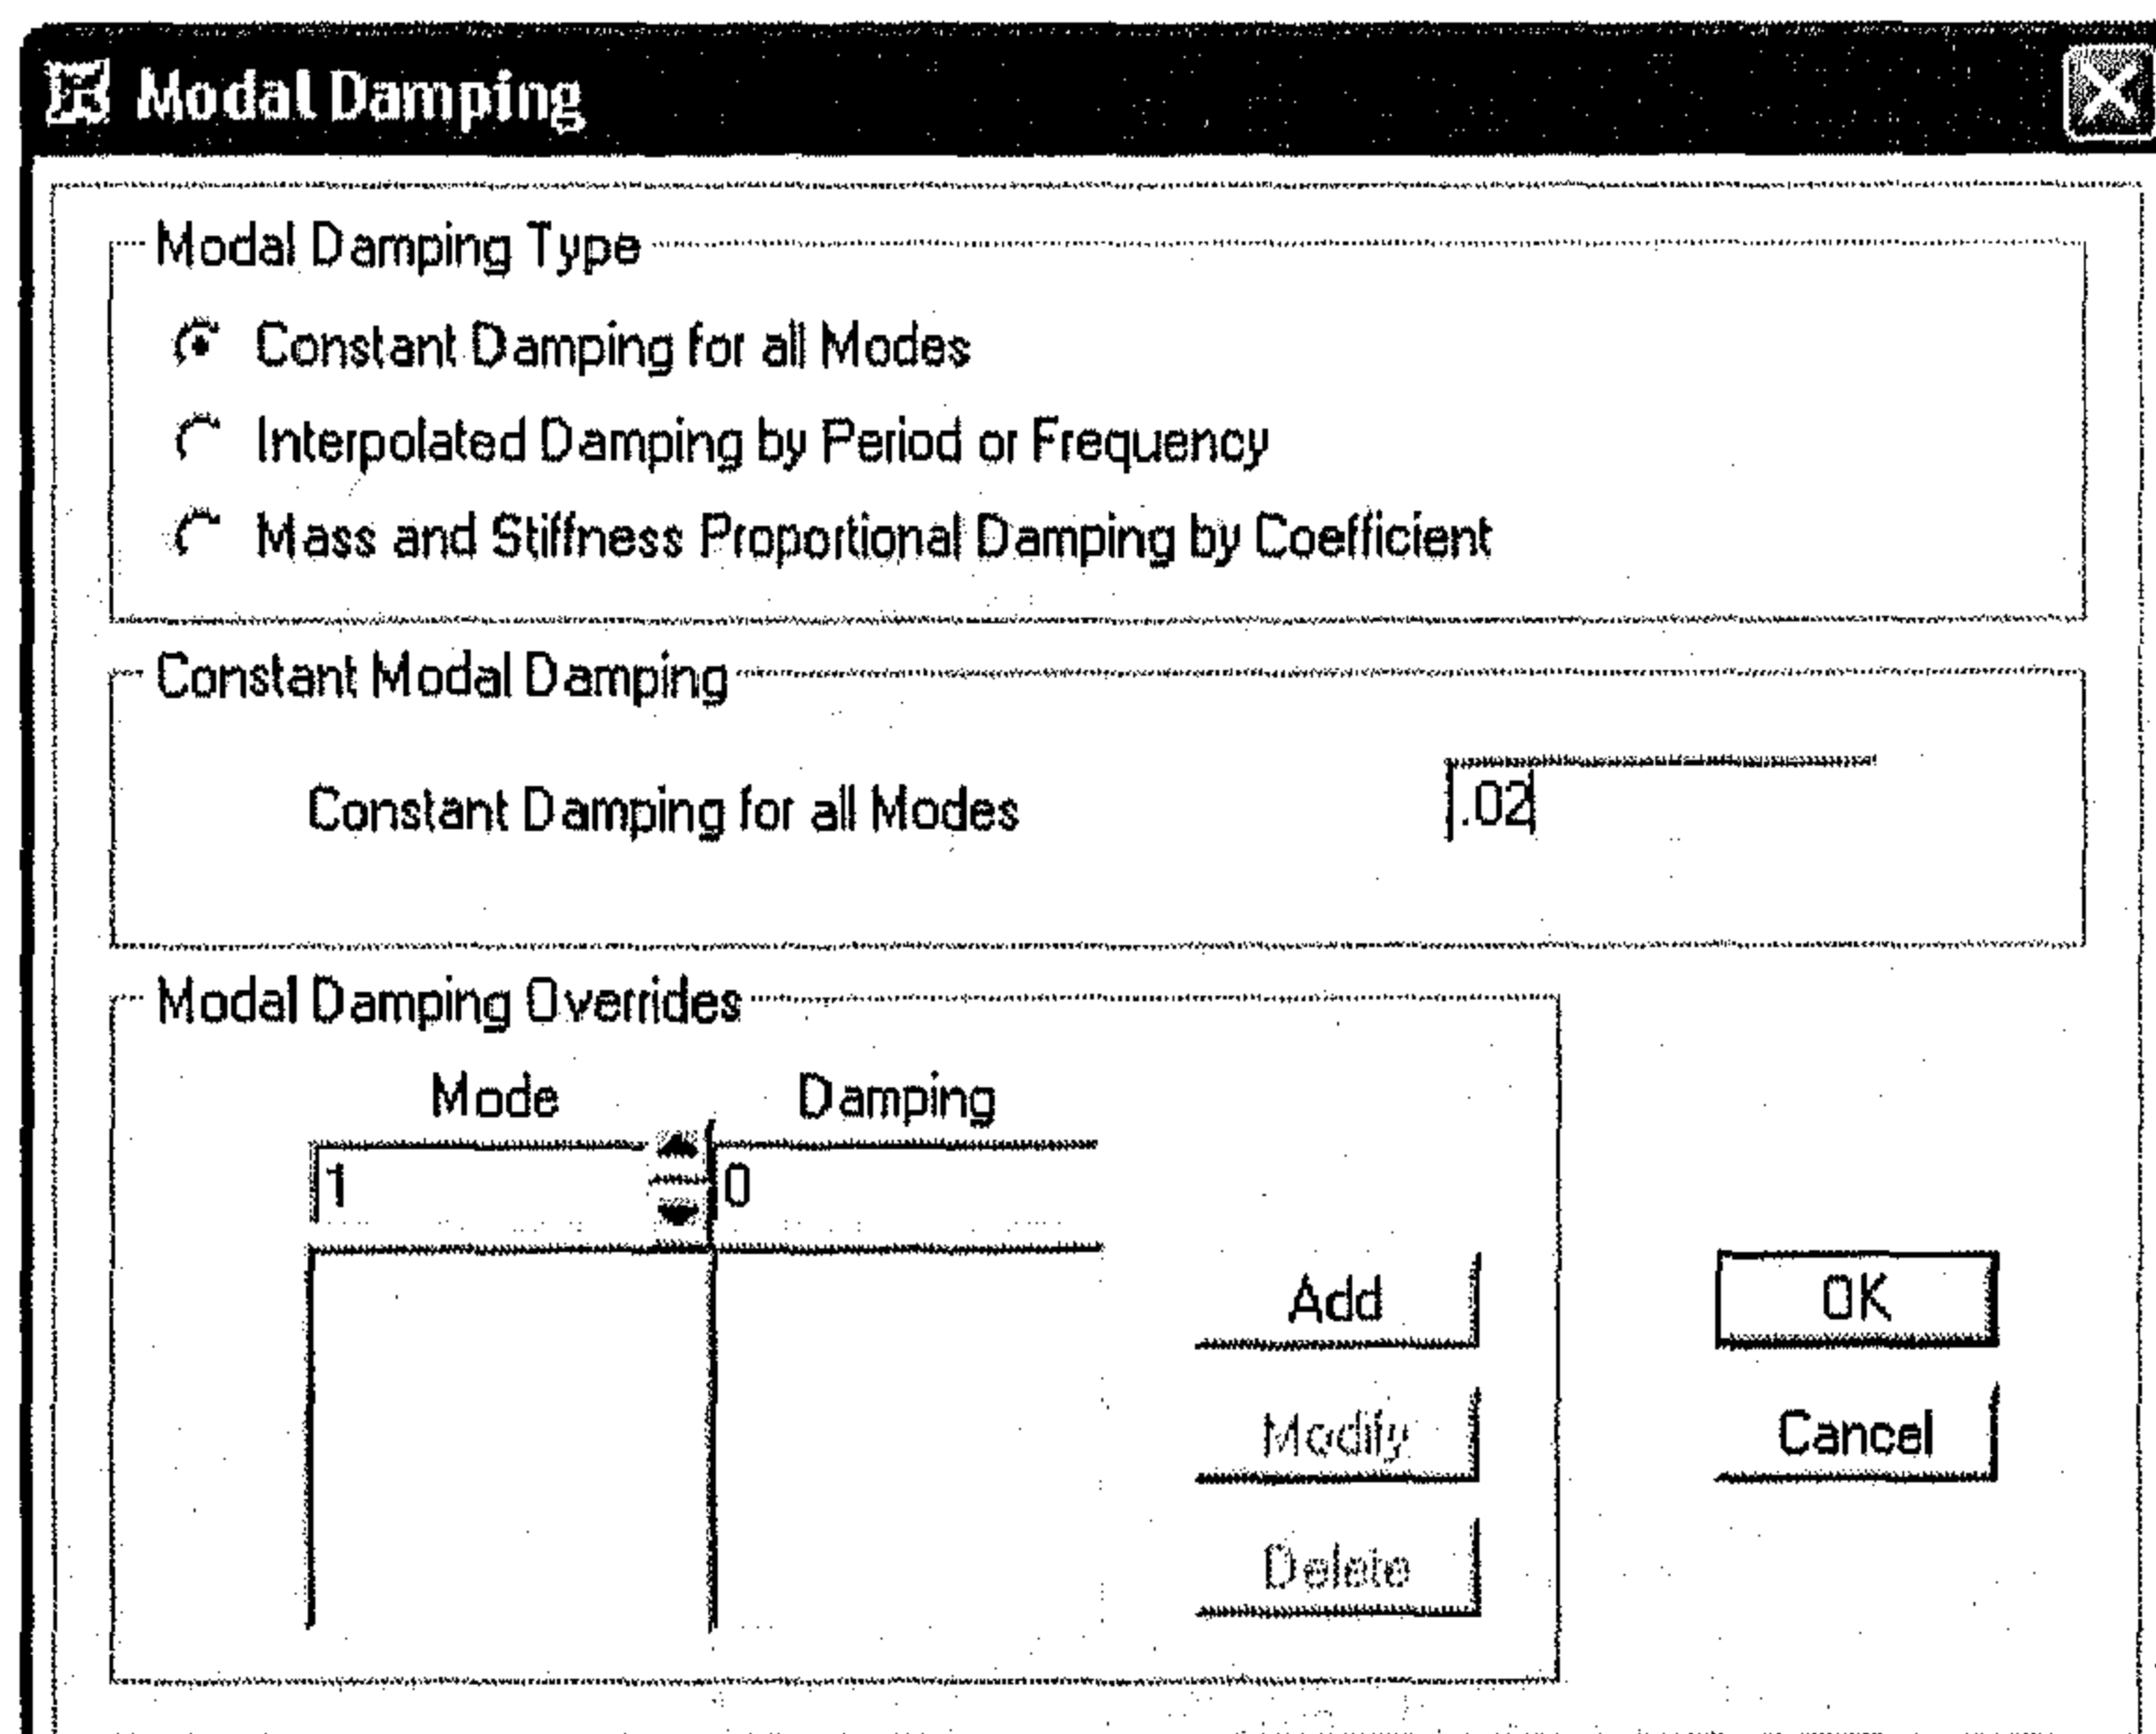 Modal Damping
Modal Damping Type
Constant Damping for all Modes
Interpolated Damping by Period or Frequency
Mass and Stiffness Proportional Damping by Coefficient
Constant Modal Damping
Constant Damping for all Modes .02
Modal Damping Overrides
Mode Damping
1 0
Add OK
Modify Cancel
Delete